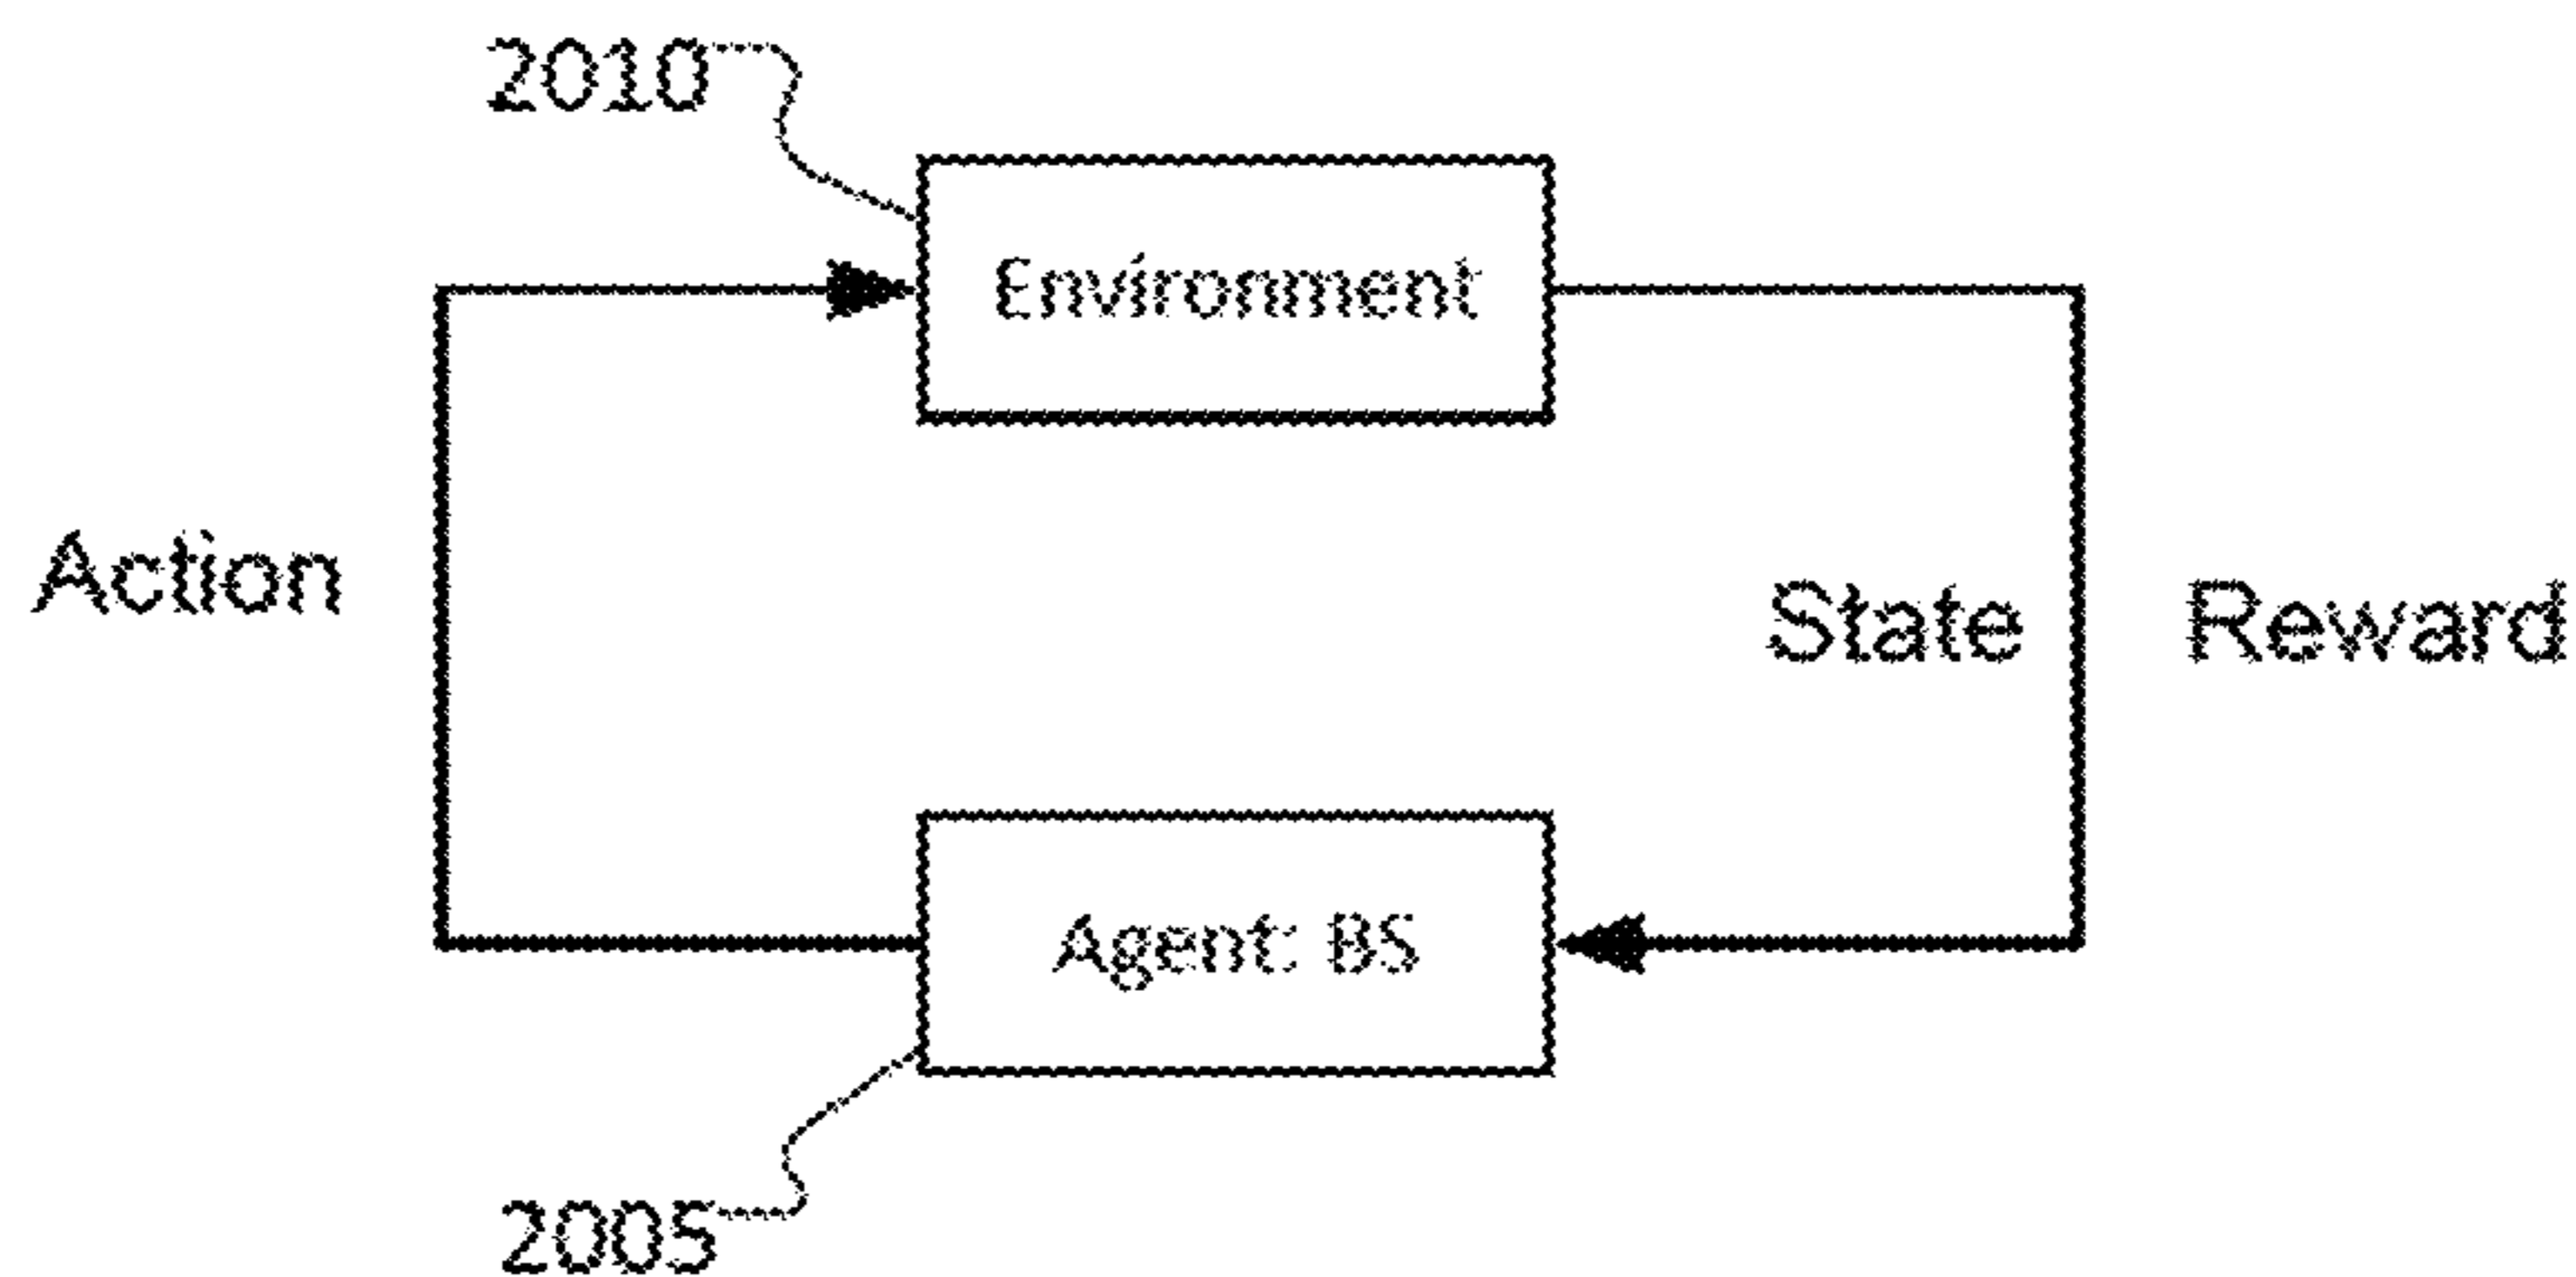 2010
Environment
Action
State
Reward
Agent: BS
2005